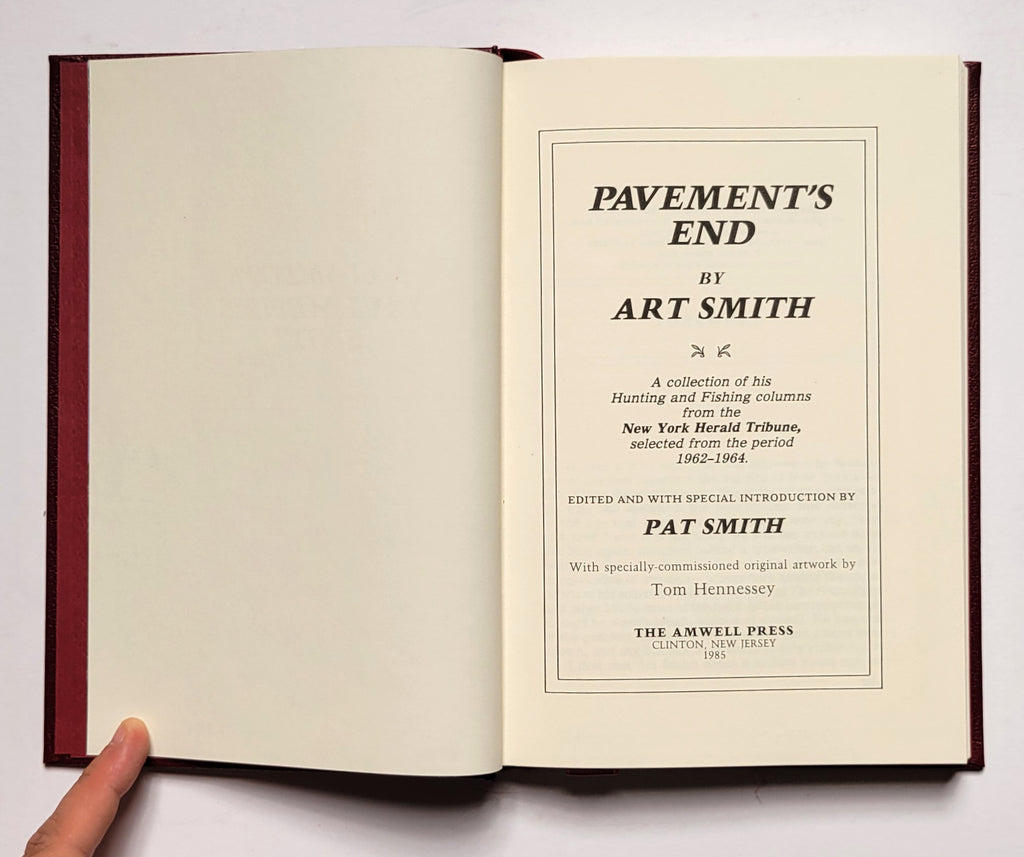 PAVEMENT'S
END
BY
ART SMITH
A collection of his
Hunting and Fishing columns
from the
New York Herald Tribune,
selected from the period
1962–1964.
EDITED AND WITH SPECIAL INTRODUCTION BY
PAT SMITH
With specially-commissioned original artwork by
Tom Hennessey
THE AMWELL PRESS
CLINTON, NEW JERSEY
1985